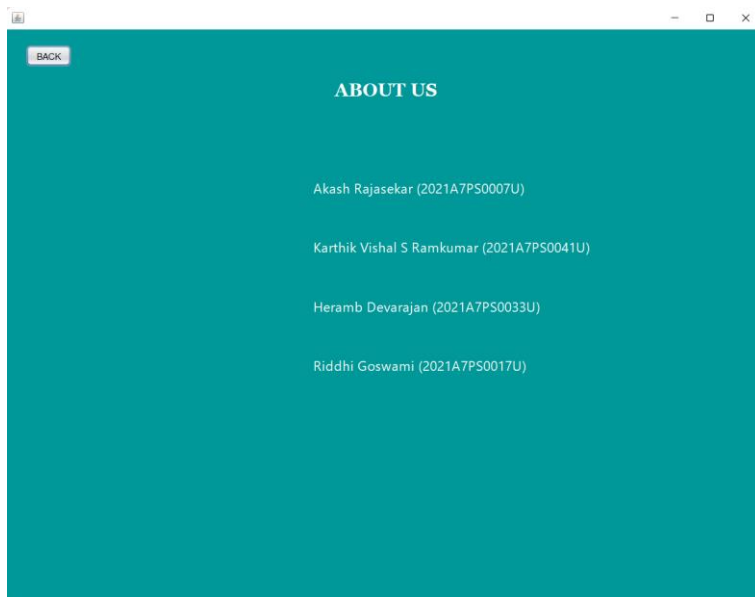 BACK
ABOUT US
Akash Rajasekar (2021A7PS0007U)
Karthik Vishal S Ramkumar (2021A7PS0041U)
Heramb Devarajan (2021A7PS0033U)
Riddhi Goswami (2021A7PS0017U)